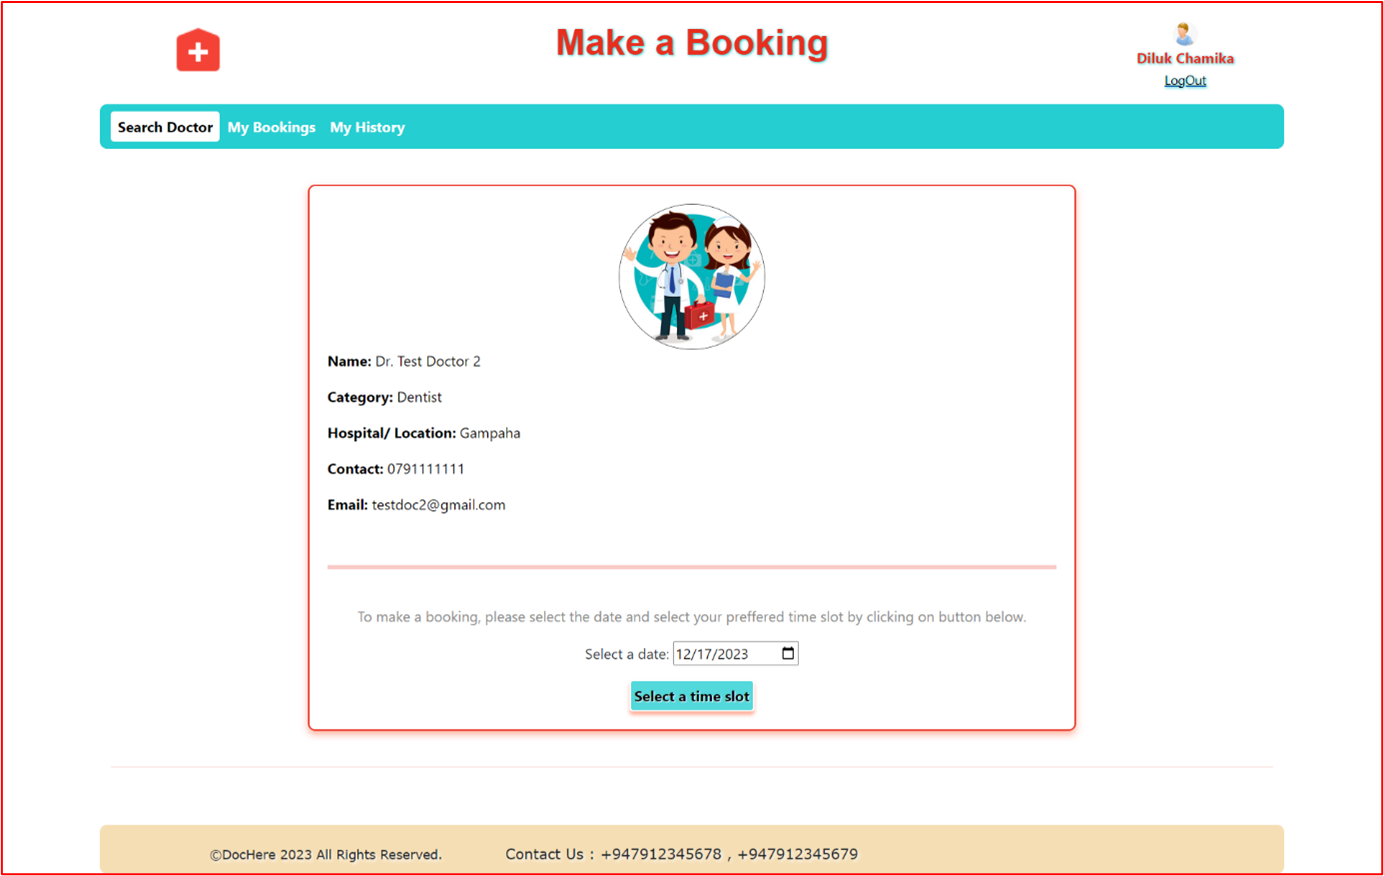 Make a Booking
Diluk Chamika
LogOut
Search Doctor My Bookings My History
Name: Dr. Test Doctor 2
Category: Dentist
Hospital/ Location: Gampaha
Contact: 0791111111
Email: testdoc2@gmail.com
To make a booking, please select the date and select your preffered time slot by clicking on button below.
Select a date: 12/17/2023
Select a time slot
©DocHere 2023 All Rights Reserved. Contact Us : +947912345678 , +947912345679